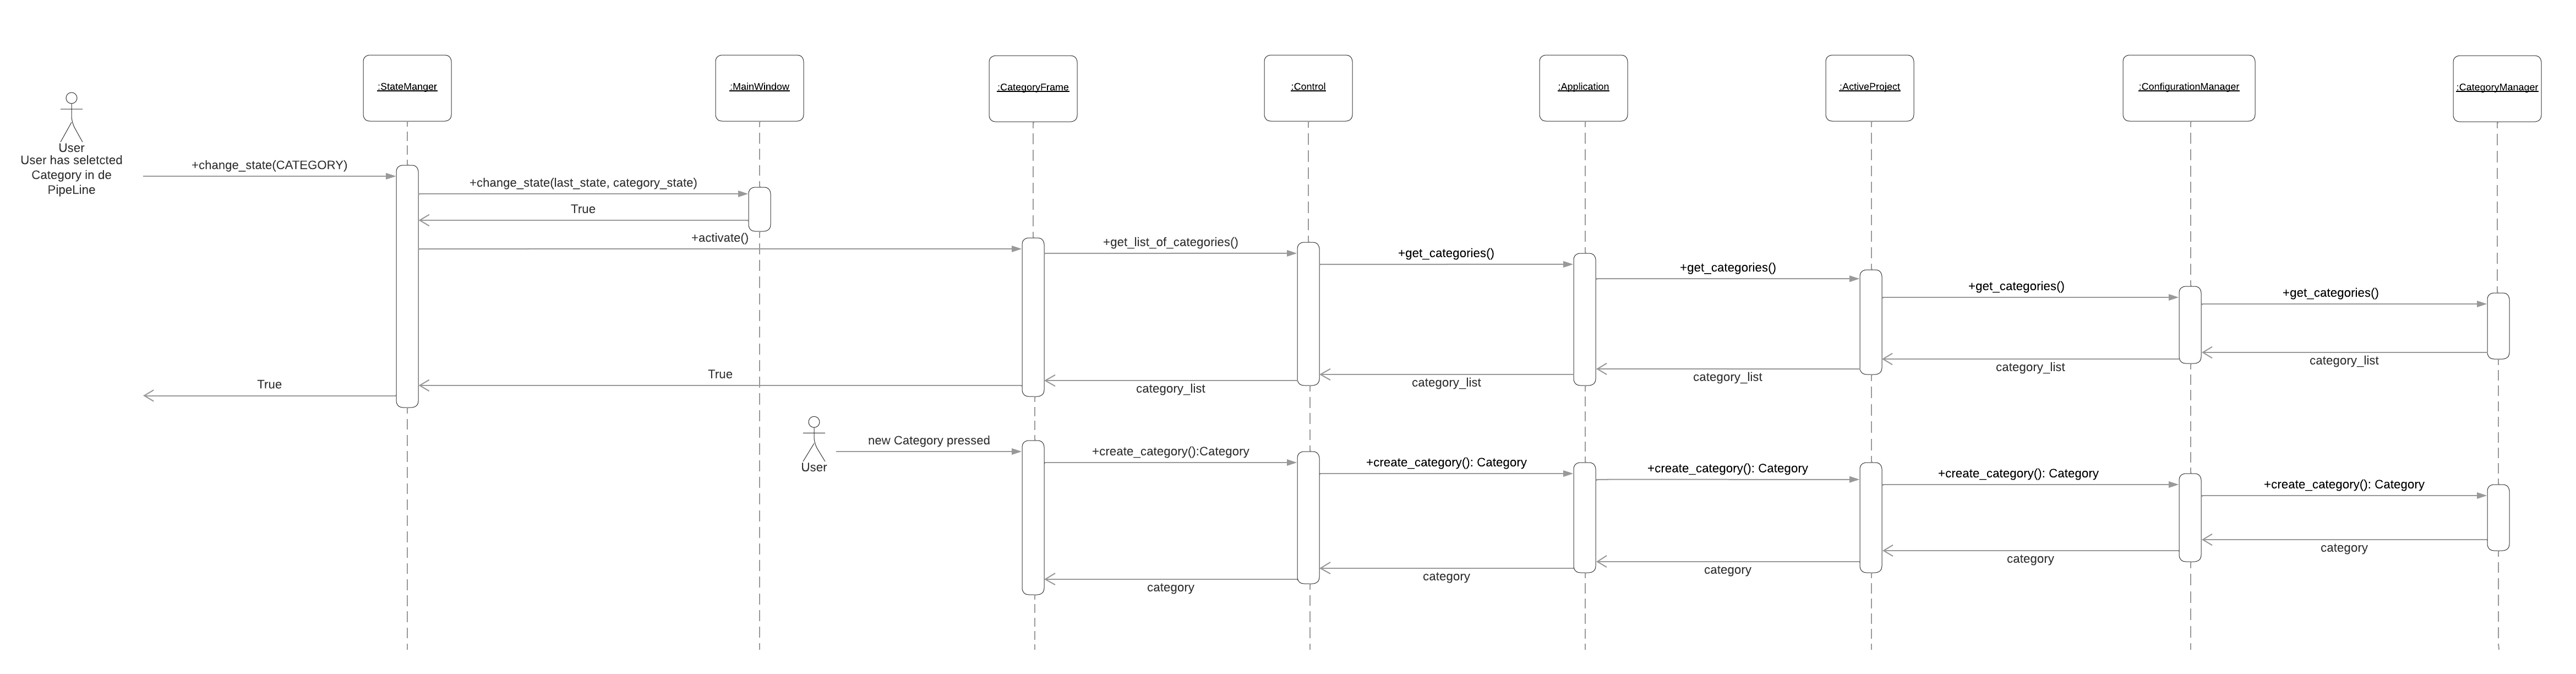 :StateManger
:MainWindow
:CategoryFrame
:Control
:Application
:ActiveProject
:ConfigurationManager
:CategoryManager
User
User has seletcted
Category in de
PipeLine
+change_state(CATEGORY)
+change_state(last_state, category_state)
True
+activate()
+get_list_of_categories()
+get_categories()
+get_categories()
+get_categories()
+get_categories()
category_list
category_list
category_list
category_list
category_list
True
True
User
new Category pressed
+create_category():Category
+create_category(): Category
+create_category(): Category
+create_category(): Category
+create_category(): Category
category
category
category
category
category